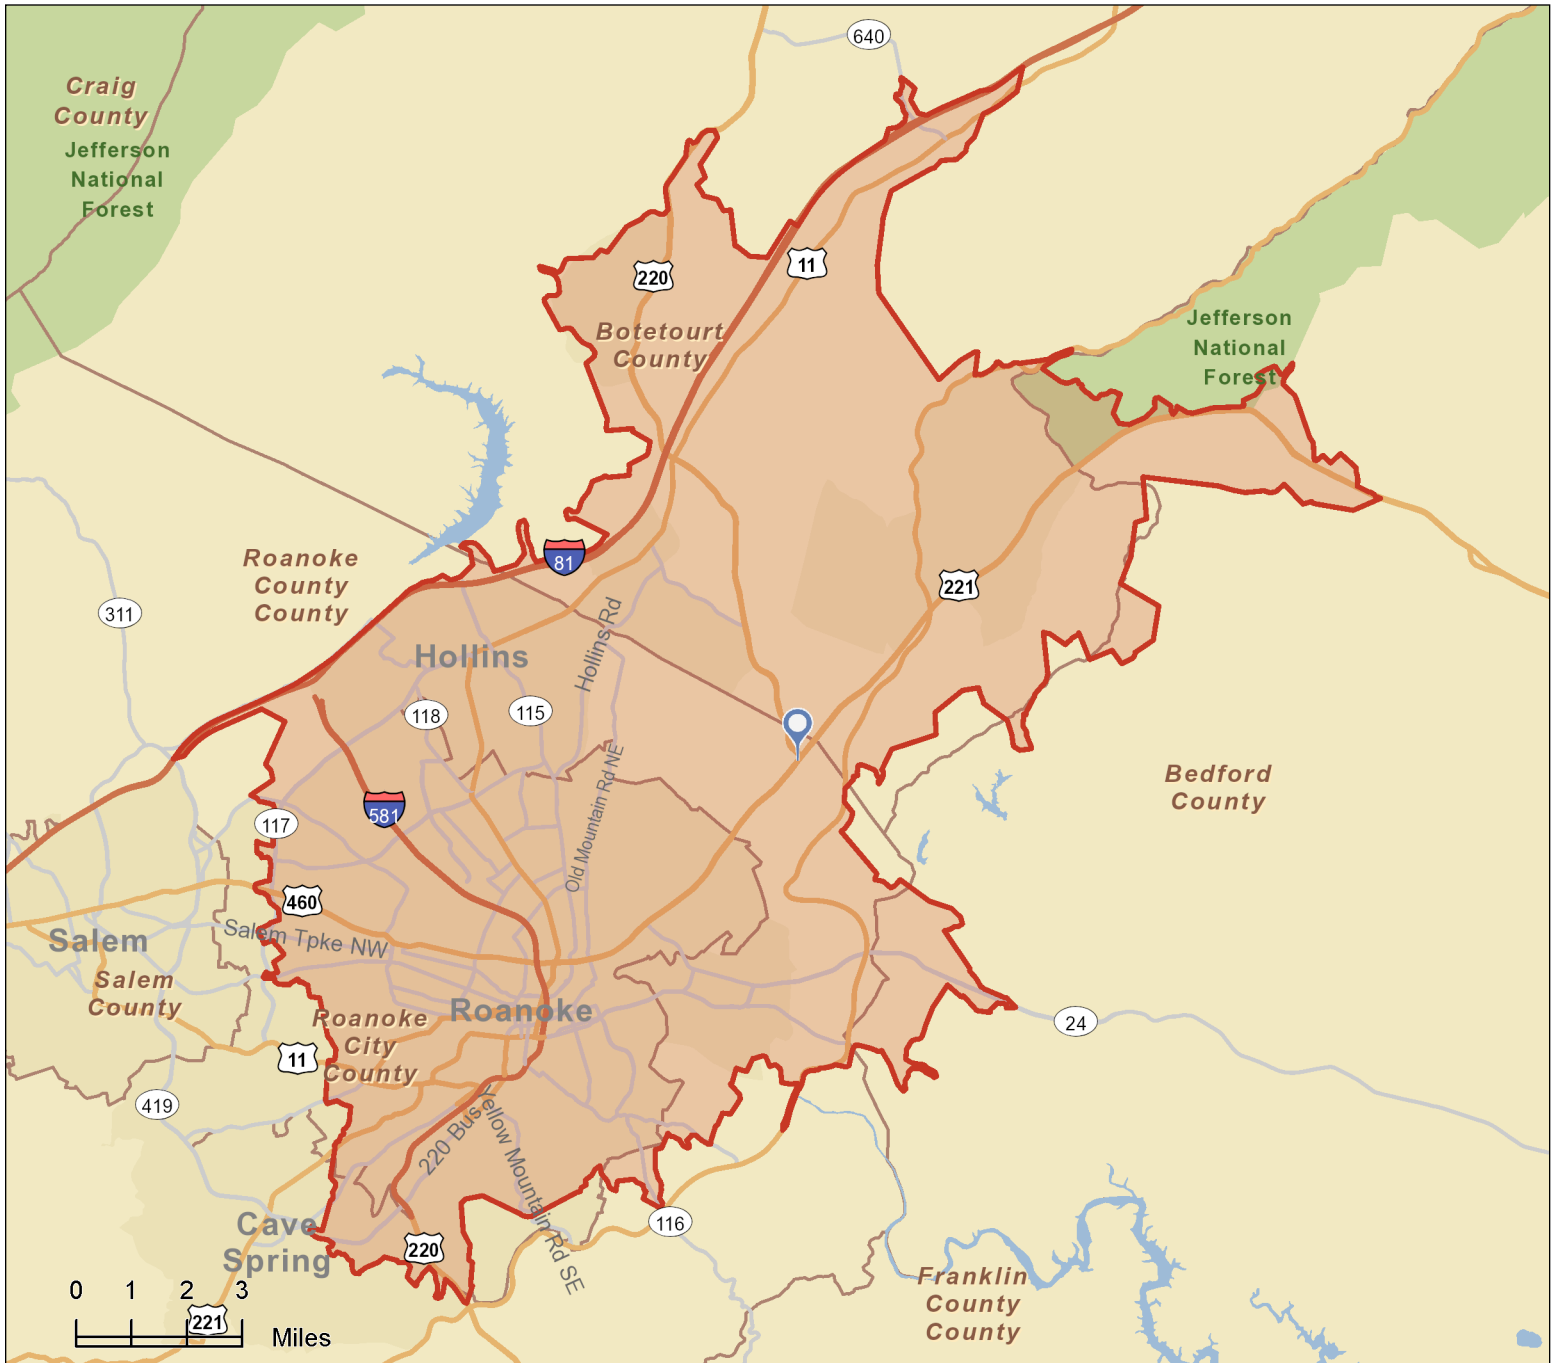 640
Craig
County
Jefferson
National
Forest
220
11
Botetourt
County
Jefferson
National
Forest
81
Roanoke
County
County
221
311
Hollins Rd
Hollins
118
115
Old Mountain Rd NE
Bedford
County
581
117
460
Salem Tpke NW
Salem
Salem
County
Roanoke
Roanoke
City
County
24
11
419
220 Bus
Yellow Mountain Rd SE
116
Cave
Spring
220
Franklin
County
County
0 1 2 3
221
Miles